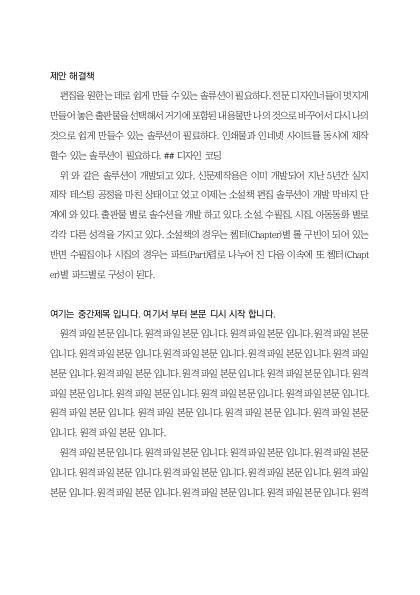 제안 해결책
편집을 원한는 데로 쉽게 만들 수 있는 솔류션이 필요하다. 전문 디자인너들이 멋지게
만들어 놓은 출판물을 선택해서 거기에 포함된 내용물만 나의 것으로 바꾸어서 다시 나의
것으로 쉽게 만들수 있는 솔루션이 필료하다. 인쇄물과 인네넷 사이트를 동시에 제작
할수 있는 솔루션이 필요하다. ## 디자인 코딩
위 와 같은 솔루션이 개발되고 있다. 신문제작용은 이미 개발되어 지난 5년간 실지
제작 테스팅 공정을 마친 상태이고 었고 이제는 소설책 편집 솔루션이 개발 막바지 단
계에 와 있다. 출판물 별로 솔수션을 개발 하고 있다. 소설, 수필집, 시집, 아동동화 별로
각각 다른 성격을 가지고 있다. 소설책의 경우는 쳅터(Chapter)별 롤 구빈이 되어 있는
반면 수필집이나 시집의 경우는 파트(Part)렵로 나누어 진 다음 이속에 또 쳅터(Chapt
er)별 파드별로 구성이 된다.
여기는 중간제목 입니다. 여기서 부터 본문 디시 시작 합니다.
원격 파일 본문 입니다. 원격 파일 본문 입니다. 원격 파일 본문 입니다. 원격 파일 본문
입니다. 원격 파일 본문 입니다. 원격 파일 본문 입니다. 원격 파일 본문 입니다. 원격 파일
본문 입니다. 원격 파일 본문 입니다. 원격 파일 본문 입니다. 원격 파일 본문 입니다. 원격
파일 본문 입니다. 원격 파일 본문 입니다. 원격 파일 본문 입니다. 원격 파일 본문 입니다.
원격 파일 본문 입니다. 원격 파일 본문 입니다. 원격 파일 본문 입니다. 원격 파일 본문
입니다. 원격 파일 본문 입니다.
원격 파일 본문 입니다. 원격 파일 본문 입니다. 원격 파일 본문 입니다. 원격 파일 본문
입니다. 원격 파일 본문 입니다. 원격 파일 본문 입니다. 원격 파일 본문 입니다. 원격 파일
본문 입니다. 원격 파일 본문 입니다. 원격 파일 본문 입니다. 원격 파일 본문 입니다. 원격